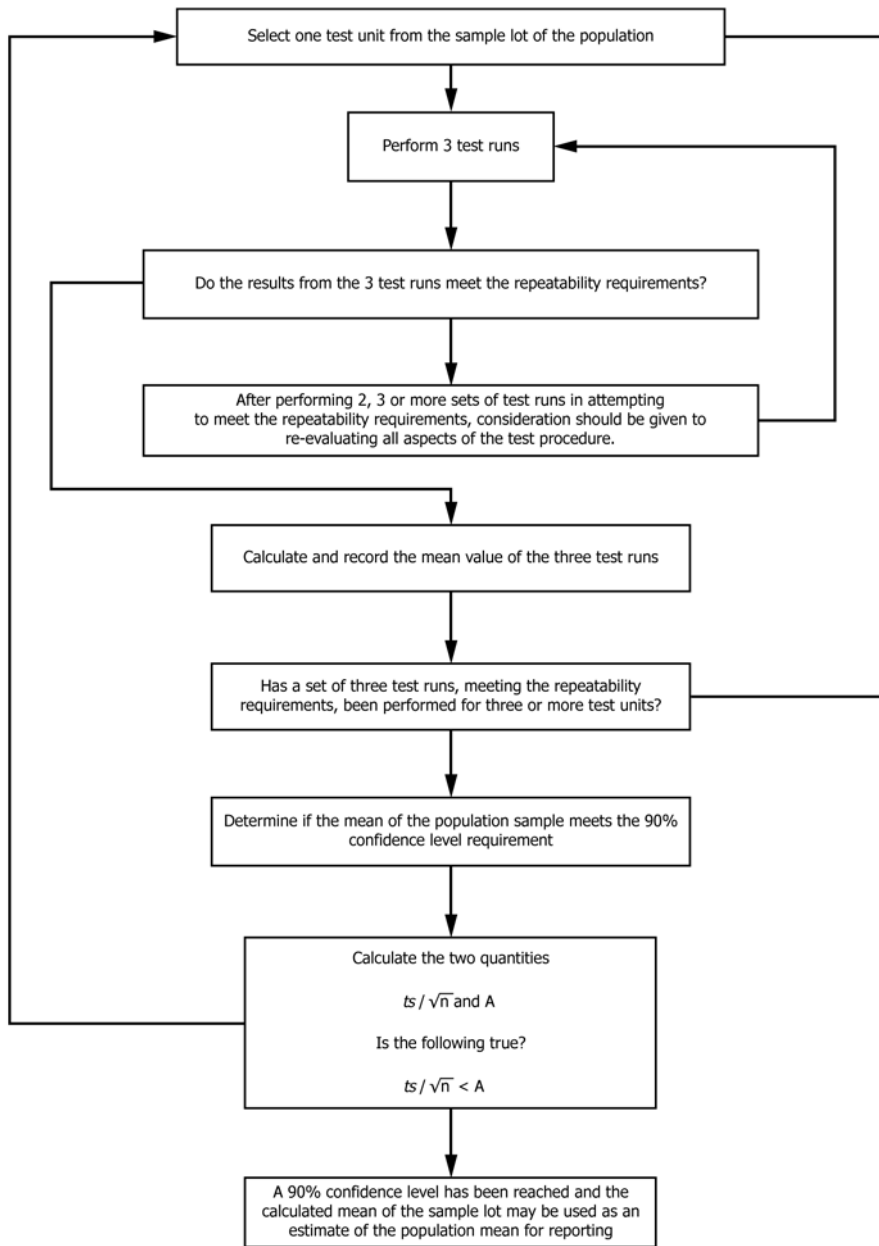 Select one test unit from the sample lot of the population
Perform 3 test runs
Do the results from the 3 test runs meet the repeatability requirements?
After performing 2, 3 or more sets of test runs in attempting
to meet the repeatability requirements, consideration should be given to
re-evaluating all aspects of the test procedure.
Calculate and record the mean value of the three test runs
Has a set of three test runs, meeting the repeatability
requirements, been performed for three or more test units?
Determine if the mean of the population sample meets the 90%
confidence level requirement
Calculate the two quantities
ts / √n and A
Is the following true?
ts / √n < A
A 90% confidence level has been reached and the
calculated mean of the sample lot may be used as an
estimate of the population mean for reporting